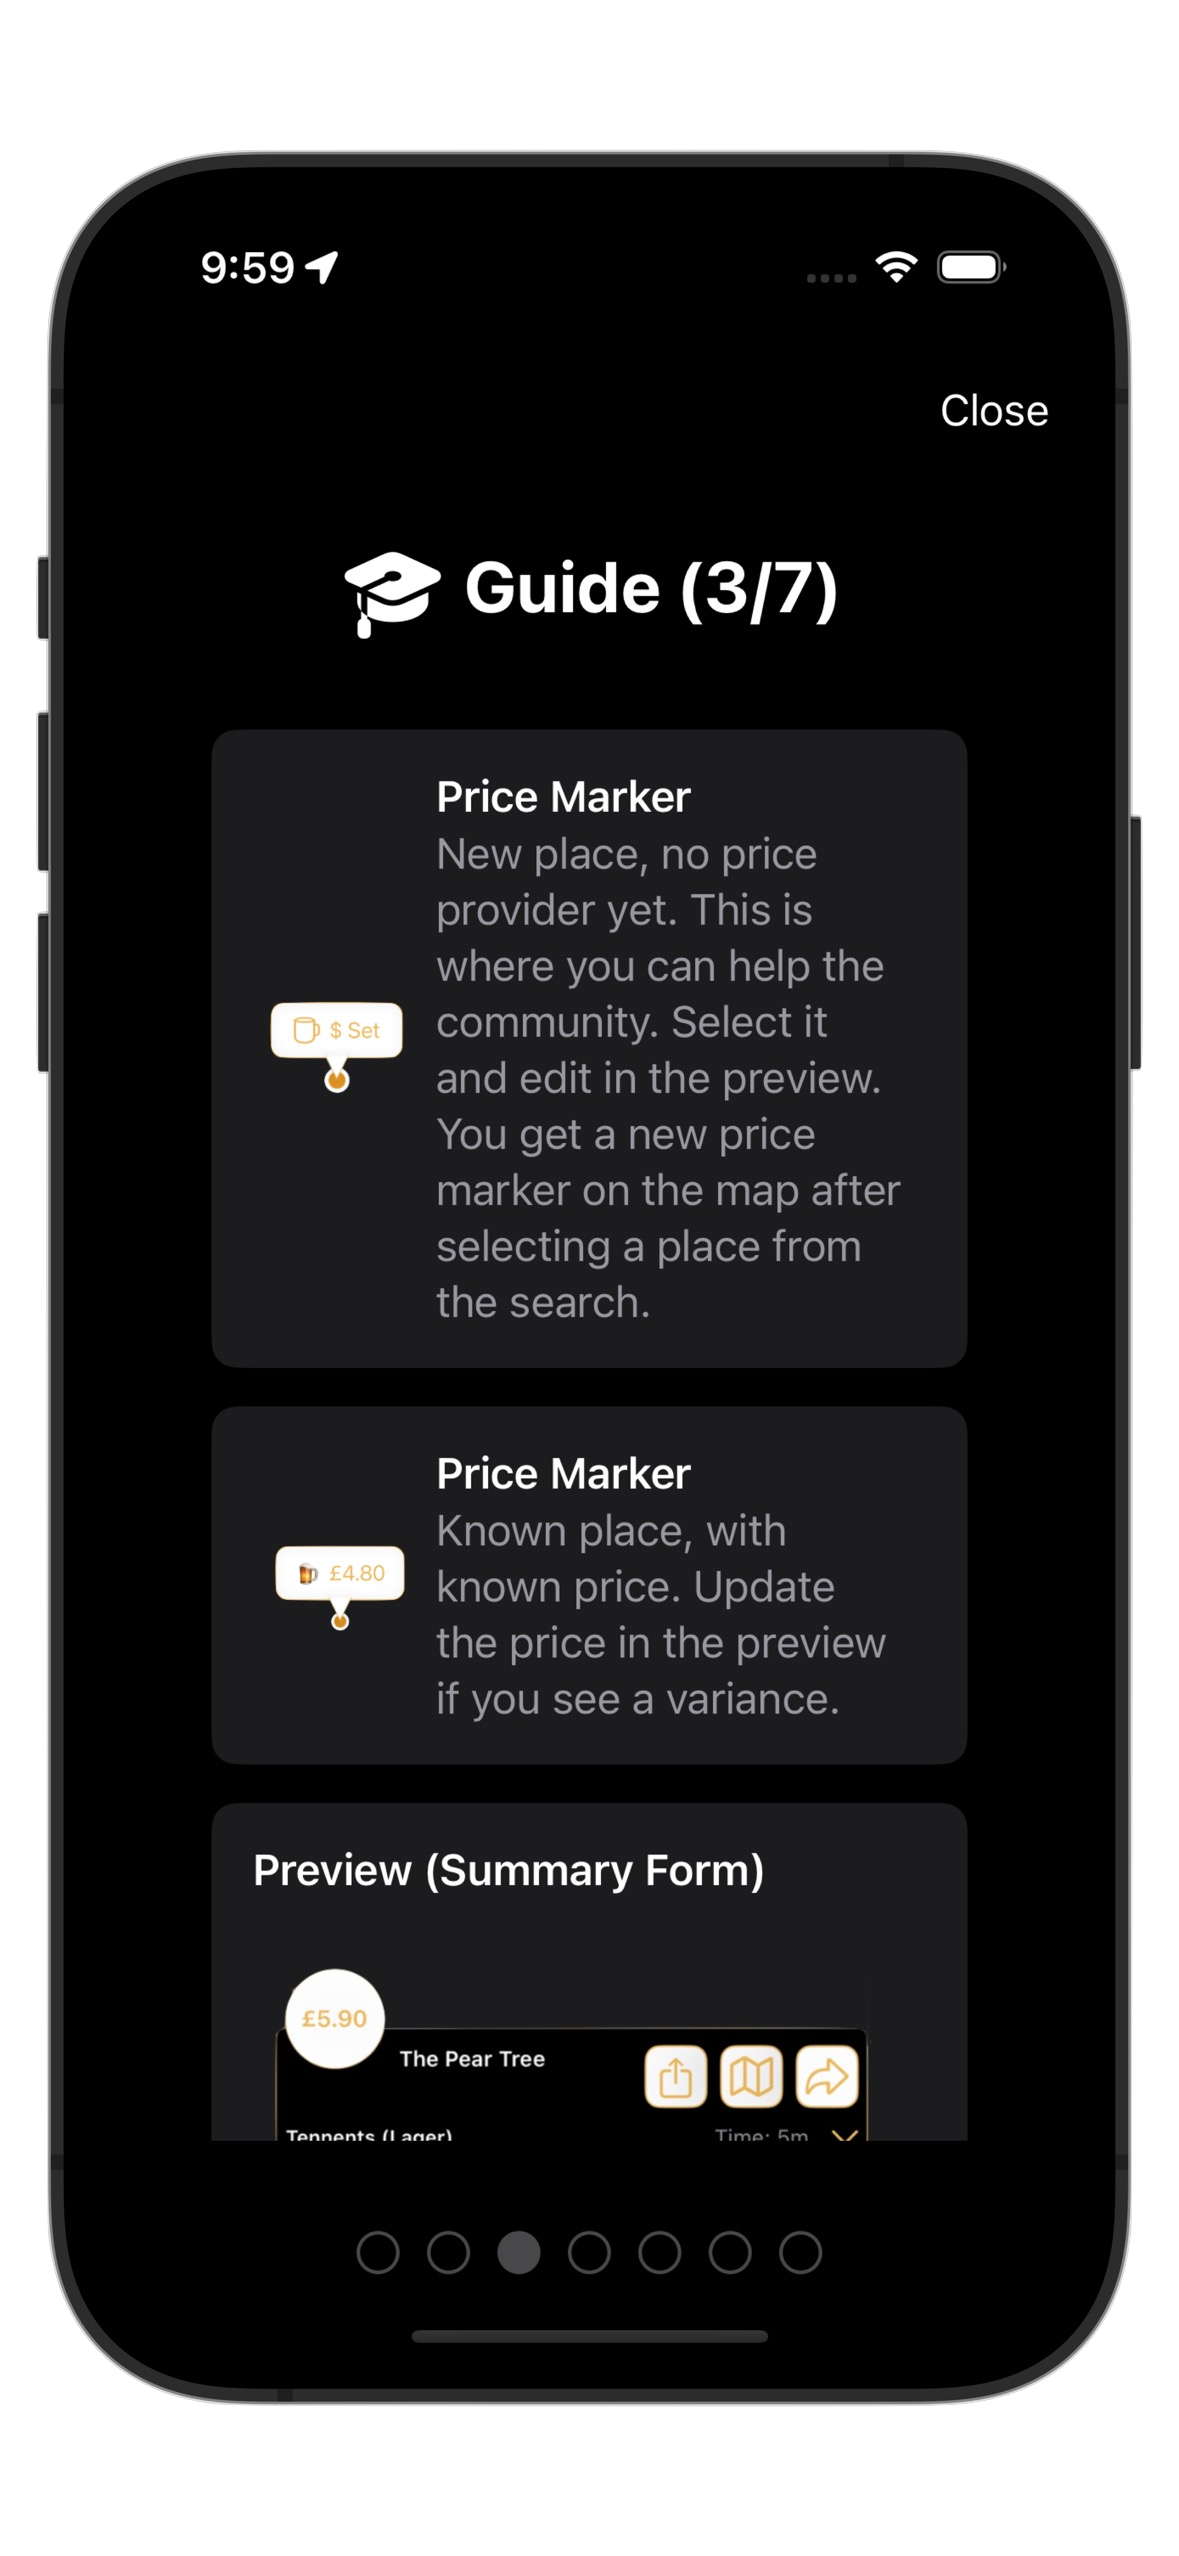 9:59
Close
Guide (3/7)
Price Marker
New place, no price
provider yet. This is
where you can help the
community. Select it
and edit in the preview.
You get a new price
marker on the map after
selecting a place from
the search.
$ Set
Price Marker
Known place, with
known price. Update
the price in the preview
if you see a variance.
£4.80
Preview (Summary Form)
£5.90
The Pear Tree
Tennents (Lager)
Time: 5m